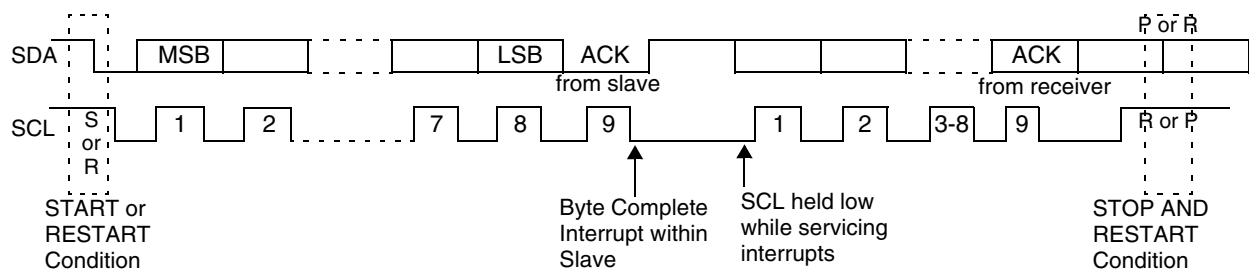 P or R
SDA
MSB
LSB
ACK
ACK
from slave
from receiver
SCL
S
or
R
1
2
7
8
9
1
2
3-8
9
R or P
START or
RESTART
Condition
Byte Complete
Interrupt within
Slave
SCL held low
while servicing
interrupts
STOP AND
RESTART
Condition